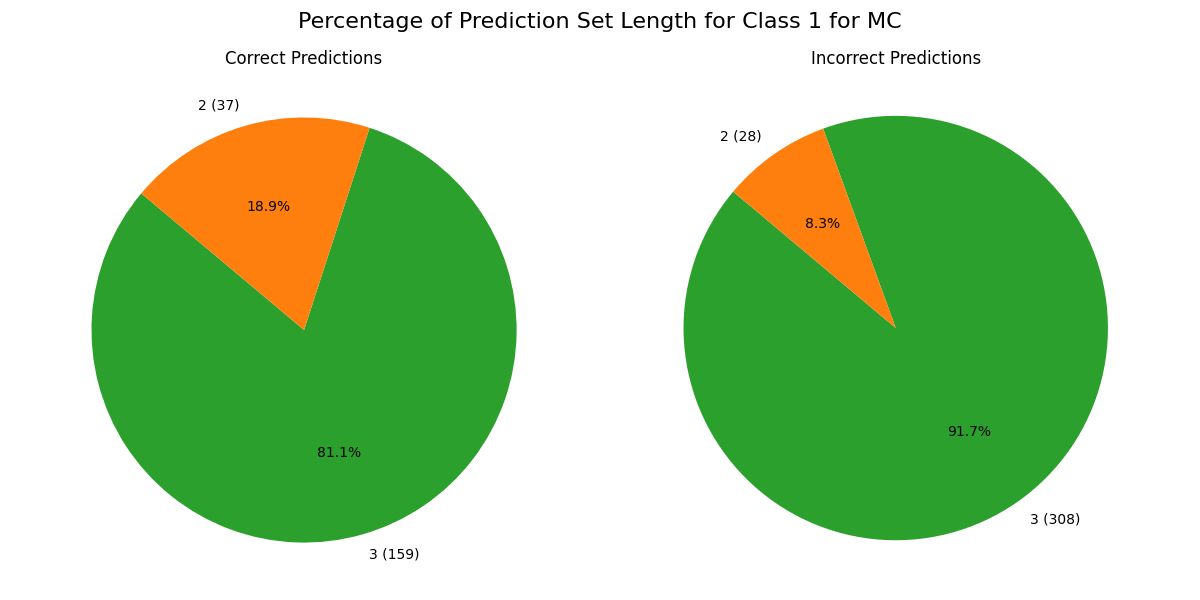 Percentage of Prediction Set Length for Class 1 for MC
Correct Predictions
2 (37)
18.9%
81.1%
3 (159)
Incorrect Predictions
2 (28)
8.3%
91.7%
3 (308)